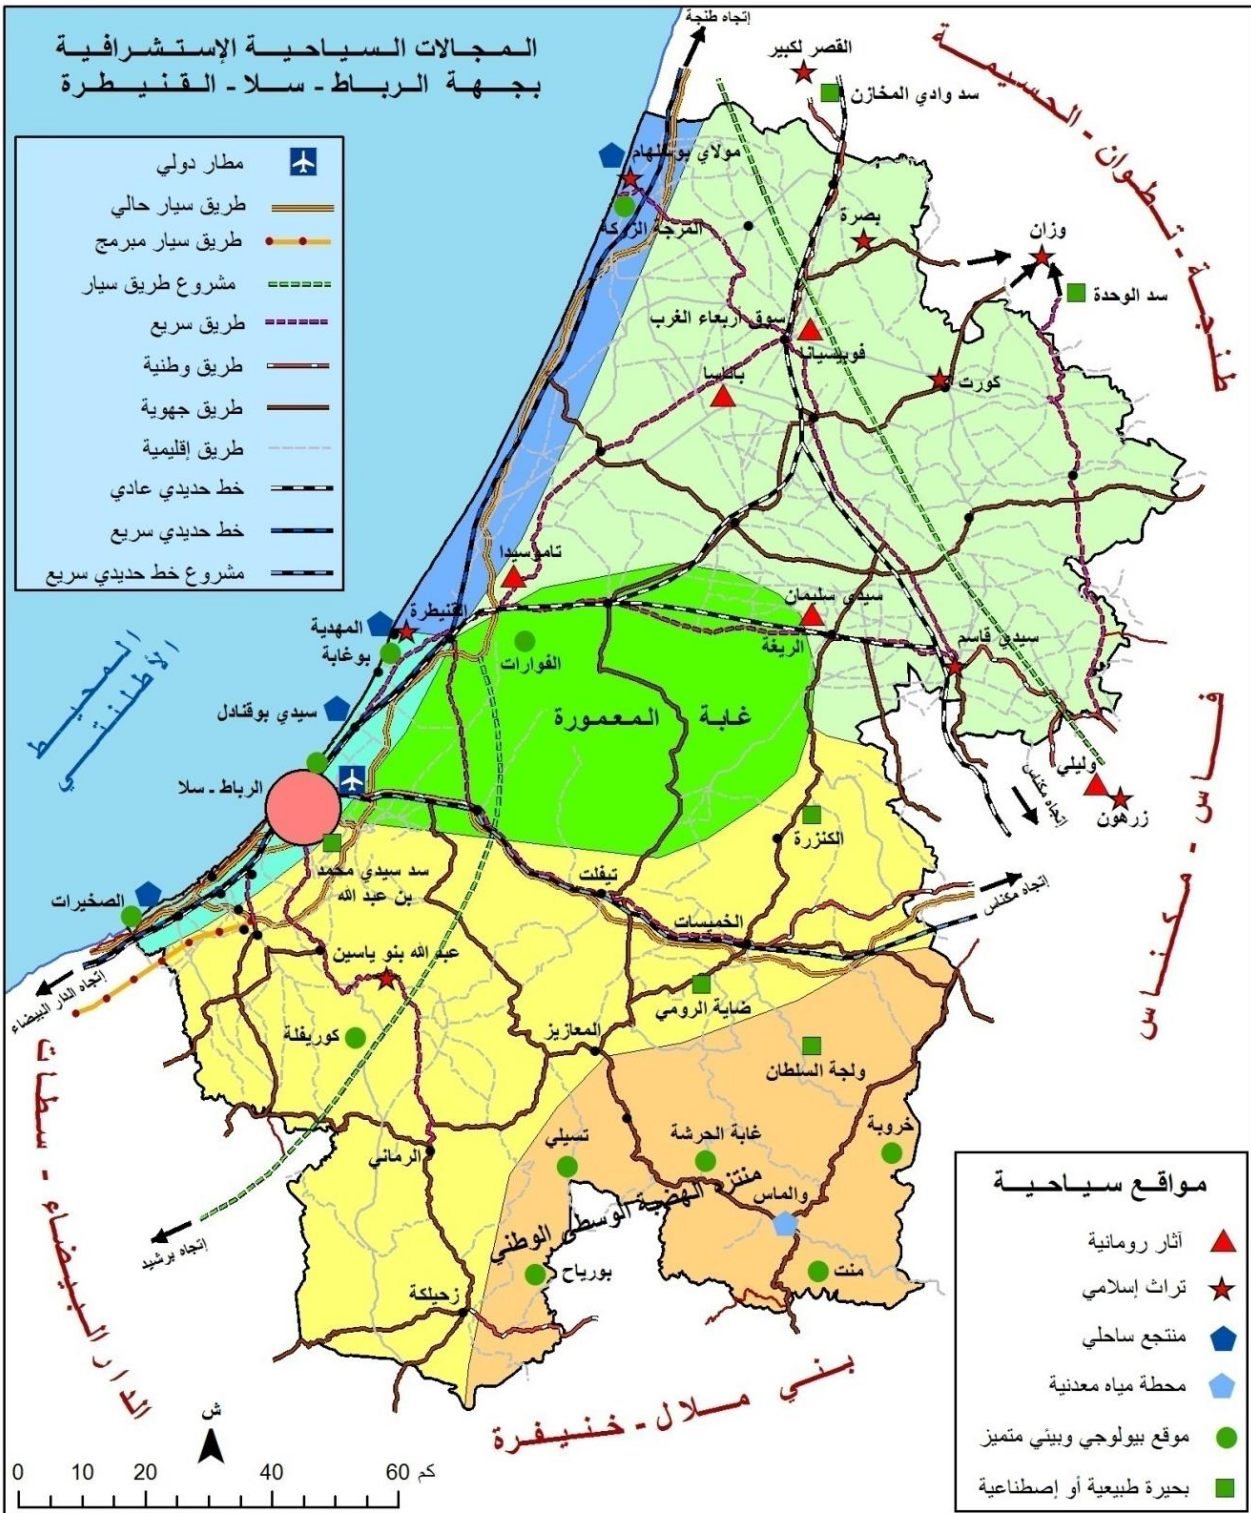 المجالات السياحية الإستشرافية
بجهة الرباط - سلا - القنيطرة
مطار دولي
طريق سيار حالي
طريق سيار مبرمج
مشروع طريق سيار
طريق سريع
طريق وطنية
طريق جهوية
طريق إقليمية
خط حديدي عادي
خط حديدي سريع
مشروع خط حديدي سريع
إتجاه طنجة
القصر لكبير
سد وادي المخازن
طنجة - تطوان - الحسيمة
مولاي بوسلهام
المرجة الزرقة
بصرة
وزان
سد الوحدة
سوق أربعاء الغرب
فوبيسيانا
باناسا
كورت
تاموسيدا
سيدي سليمان
القنيطرة
المهدية
بوغابة
الفوارات
الريغة
سيدي قاسم
المحيط
الأطلنتي
سيدي بوقنادل
غابة المعمورة
وليلي
زرهون
إتجاه مكناس
فاس - مكناس
الرباط - سلا
الكنزرة
سد سيدي محمد
بن عبد الله
تيفلت
الصخيرات
الخميسات
إتجاه مكناس
عبد الله بنو ياسين
إتجاه الدار البيضاء
ضاية الرومي
كوريفلة
المعازيز
ولجة السلطان
الدار البيضاء - سطات
الرماني
تسيلي
غابة الحرشة
خروبة
منتزه الهضبة الوسطى الوطني
والماس
إتجاه برشيد
بورياح
منت
زحيلكة
بني ملال - خنيفرة
مواقع سياحية
آثار رومانية
تراث إسلامي
منتجع ساحلي
محطة مياه معدنية
موقع بيولوجي وبيئي متميز
بحيرة طبيعية أو إصطناعية
ش
0 10 20 40 60 كم